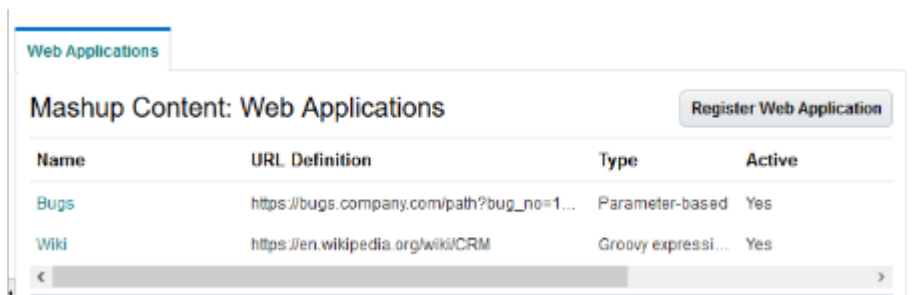 Web Applications
Mashup Content: Web Applications Register Web Application
Name URL Definition Type Active
Bugs https://bugs.company.com/path?bug_no=1... Parameter-based Yes
Wiki https://en.wikipedia.org/wiki/CRM Groovy expressi... Yes